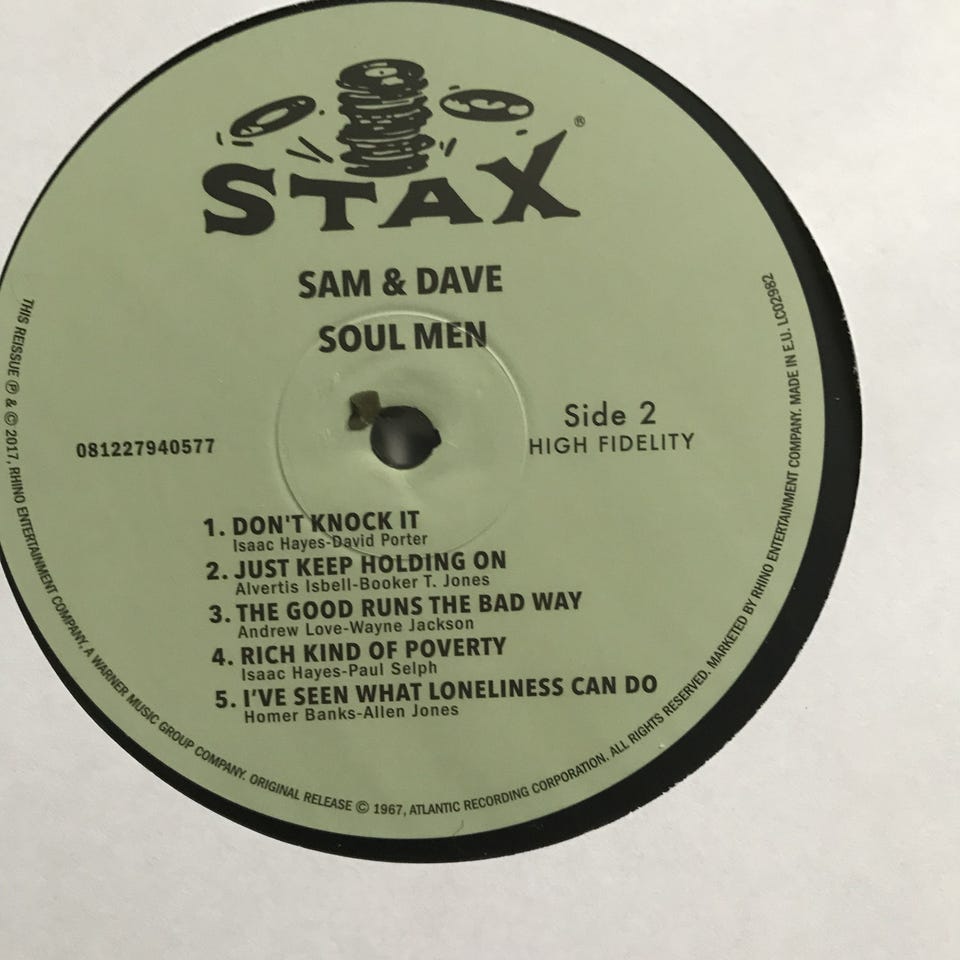 STAX®
SAM & DAVE
SOUL MEN
Side 2
HIGH FIDELITY
081227940577
1. DON'T KNOCK IT
Isaac Hayes-David Porter
2. JUST KEEP HOLDING ON
Alvertis Isbell-Booker T. Jones
3. THE GOOD RUNS THE BAD WAY
Andrew Love-Wayne Jackson
4. RICH KIND OF POVERTY
Isaac Hayes-Paul Selph
5. I'VE SEEN WHAT LONELINESS CAN DO
Homer Banks-Allen Jones
THIS REISSUE ℗ & © 2017, RHINO ENTERTAINMENT COMPANY, A WARNER MUSIC GROUP COMPANY. ORIGINAL RELEASE © 1967, ATLANTIC RECORDING CORPORATION. ALL RIGHTS RESERVED. MARKETED BY RHINO ENTERTAINMENT COMPANY. MADE IN E.U. LC02982